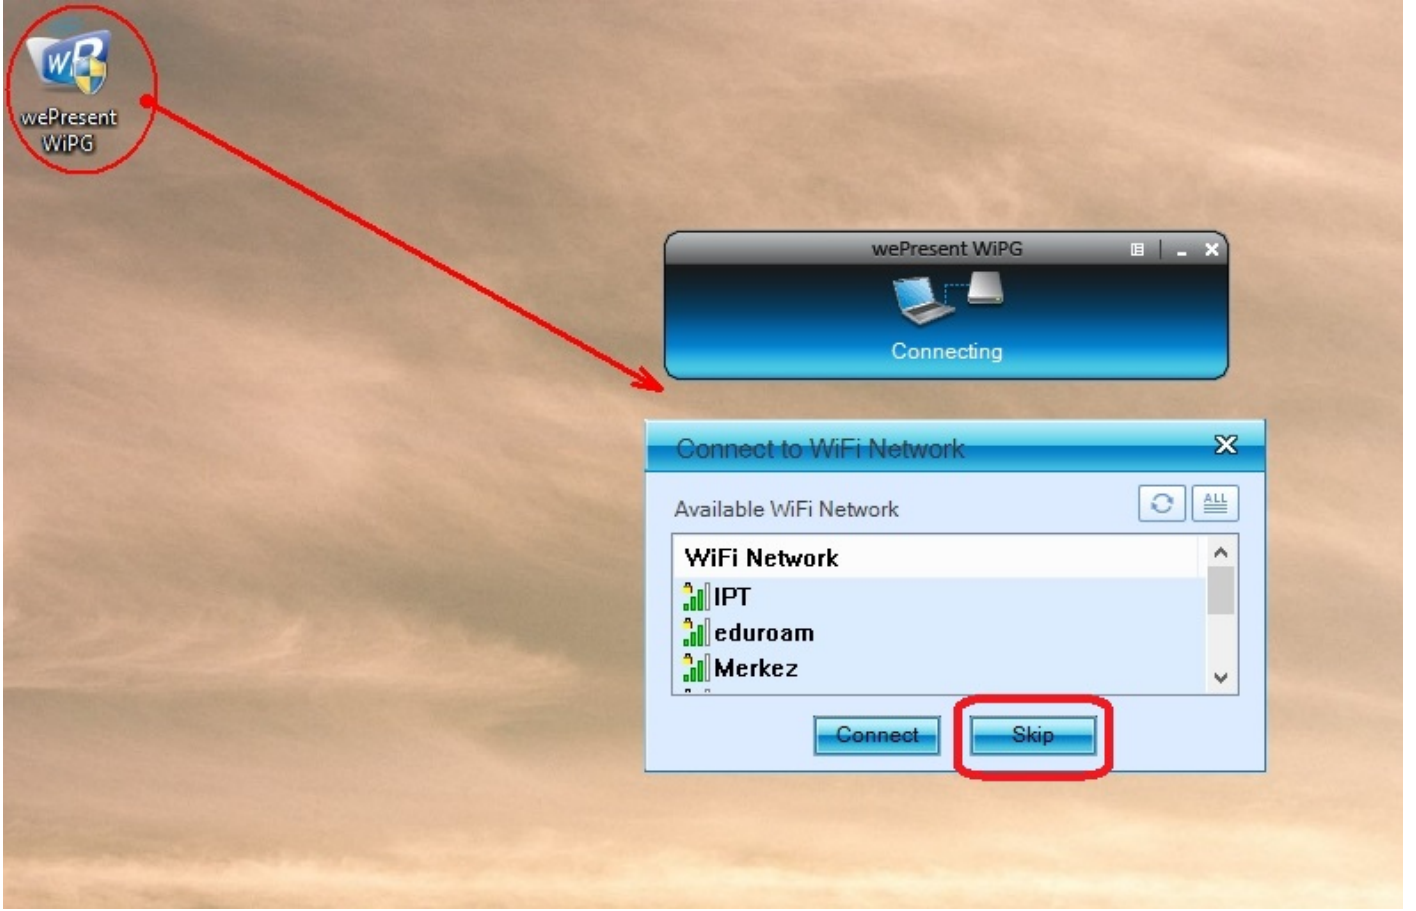 wePresent
WiPG
wePresent WiPG
Connecting
Connect to WiFi Network
Available WiFi Network
ALL
WiFi Network
IPT
eduroam
Merkez
Connect
Skip